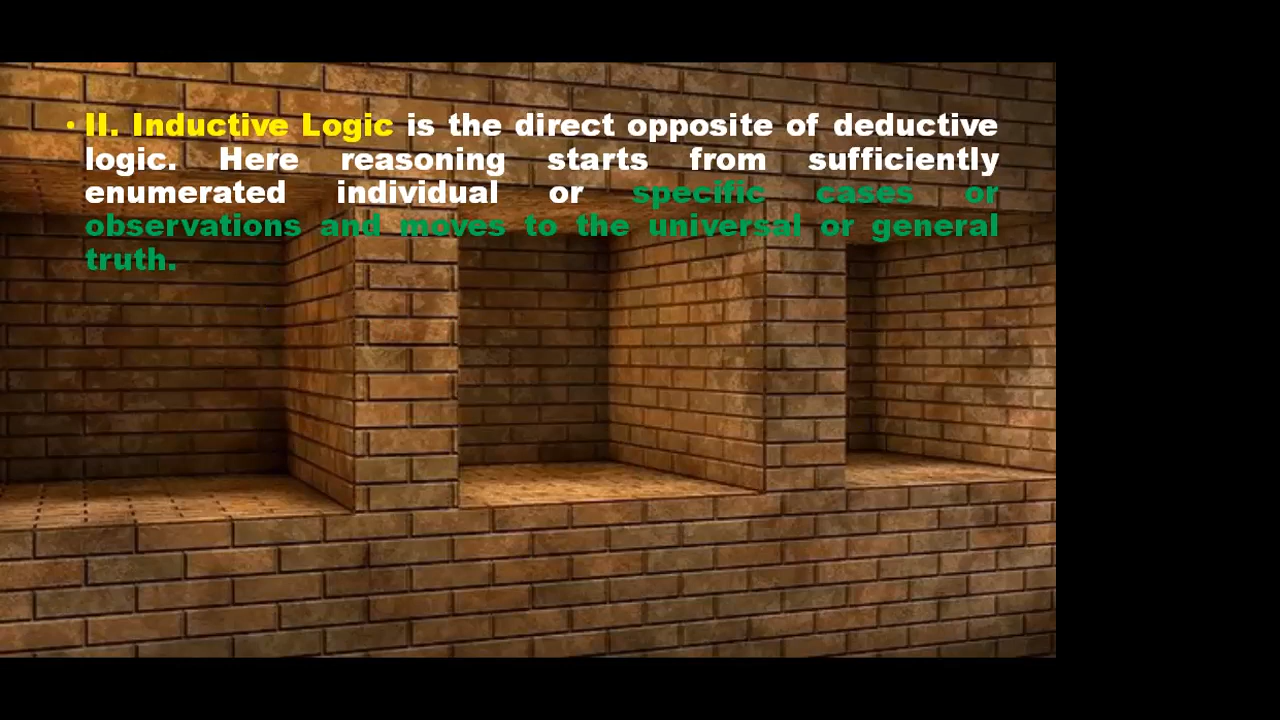 • II. Inductive Logic is the direct opposite of deductive
logic. Here reasoning starts from sufficiently
enumerated individual or specific cases or
observations and moves to the universal or general
truth.